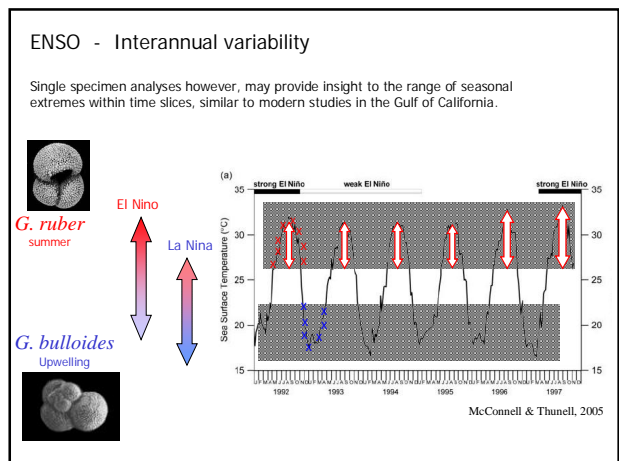 ENSO - Interannual variability
Single specimen analyses however, may provide insight to the range of seasonal
extremes within time slices, similar to modern studies in the Gulf of California.
G. ruber
summer
El Nino
La Nina
G. bulloides
Upwelling
(a)
strong El Niño
weak El Niño
strong El Niño
35
30
25
20
15
Sea Surface Temperature (°C)
35
30
25
20
15
X X X X X X X X
X X X X X X X
1992
1993
1994
1995
1996
1997
McConnell & Thunell, 2005